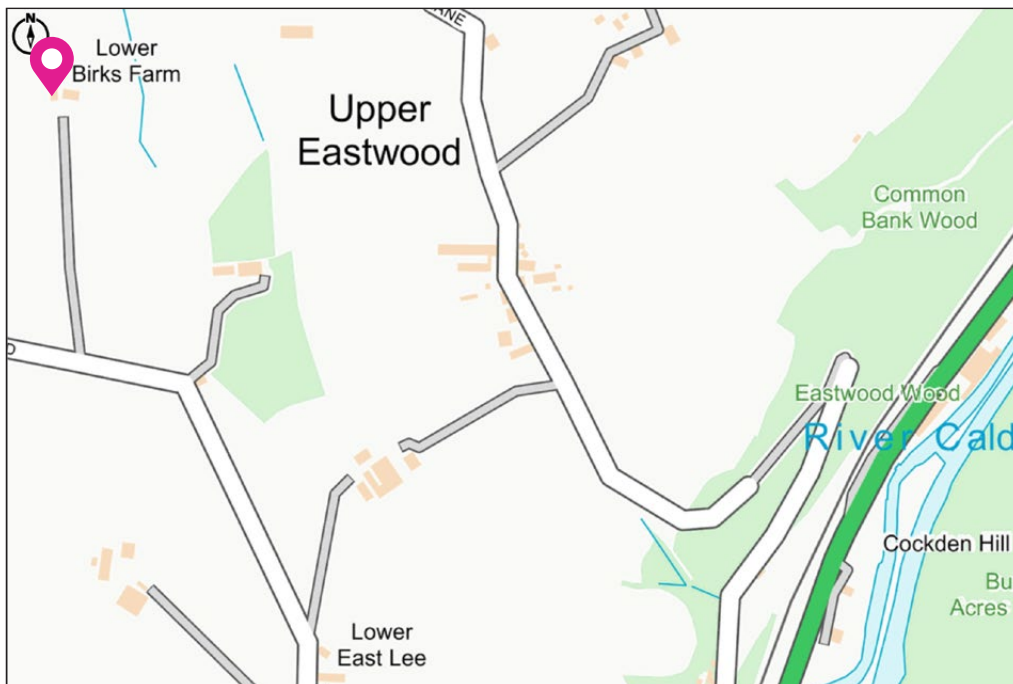 N
Lower
Birks Farm
ANE
Upper
Eastwood
Common
Bank Wood
Eastwood Wood
River Cald
D
Cockden Hill
Bu
Acres
Lower
East Lee